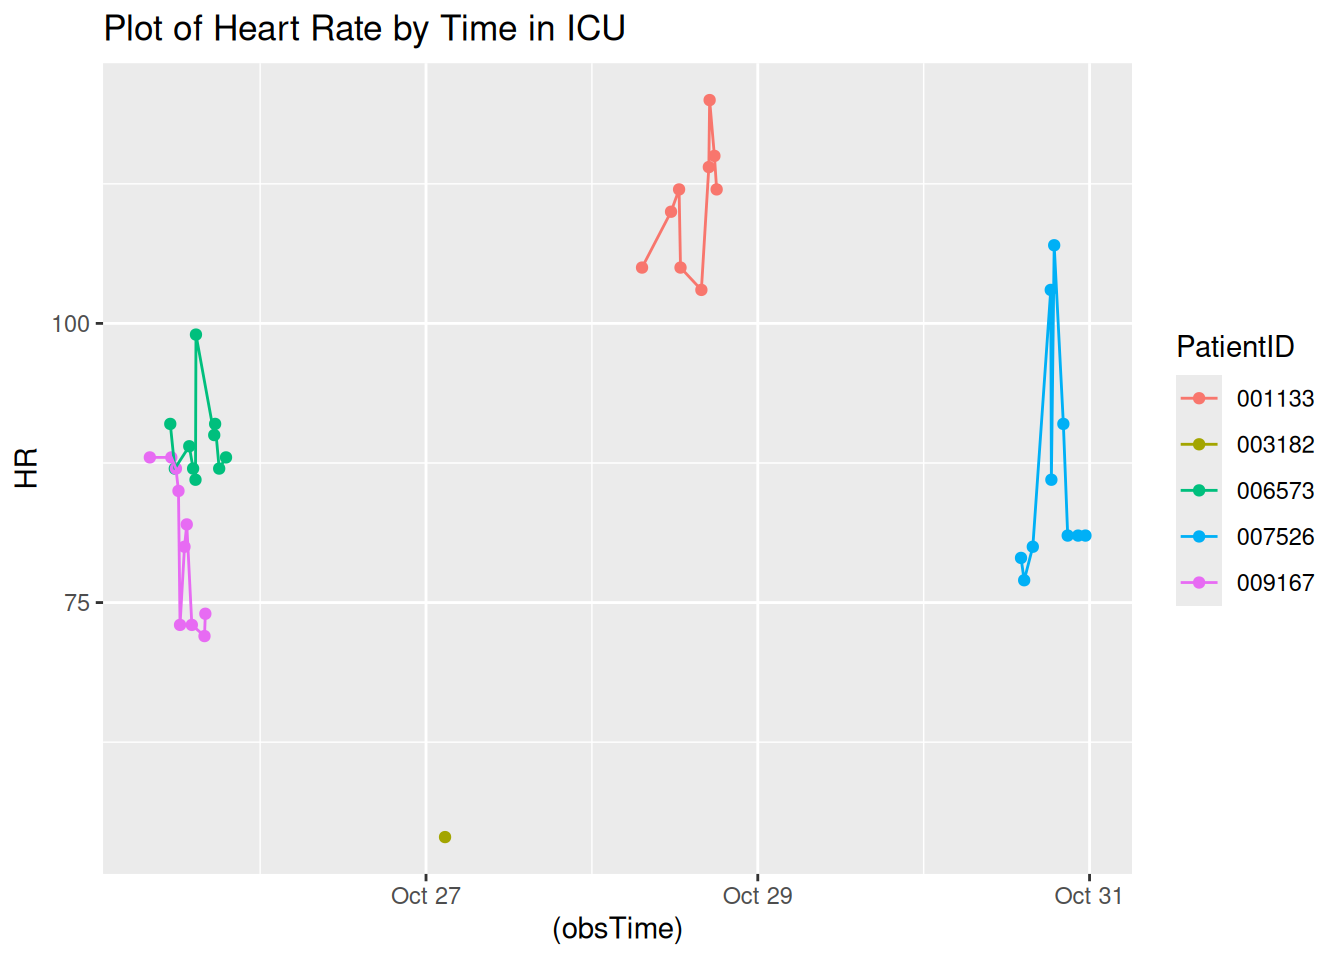 Plot of Heart Rate by Time in ICU
HR
100
75
Oct 27
Oct 29
Oct 31
(obsTime)
PatientID
001133
003182
006573
007526
009167